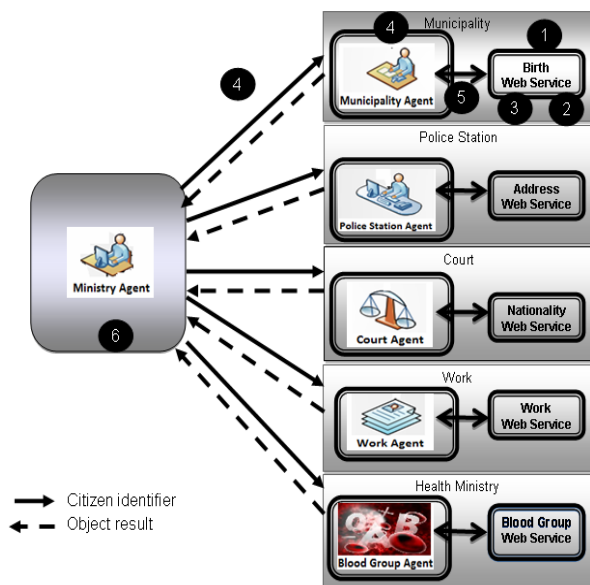 Municipality
4
1
Birth
Web Service
4
Municipality Agent
5
3
2
Police Station
Address
Web Service
Police Station Agent
Ministry Agent
6
Court
Nationality
Web Service
Court Agent
Work
Work
Web Service
Work Agent
Health Ministry
Citizen identifier
Object result
Blood Group
Web Service
Blood Group Agent